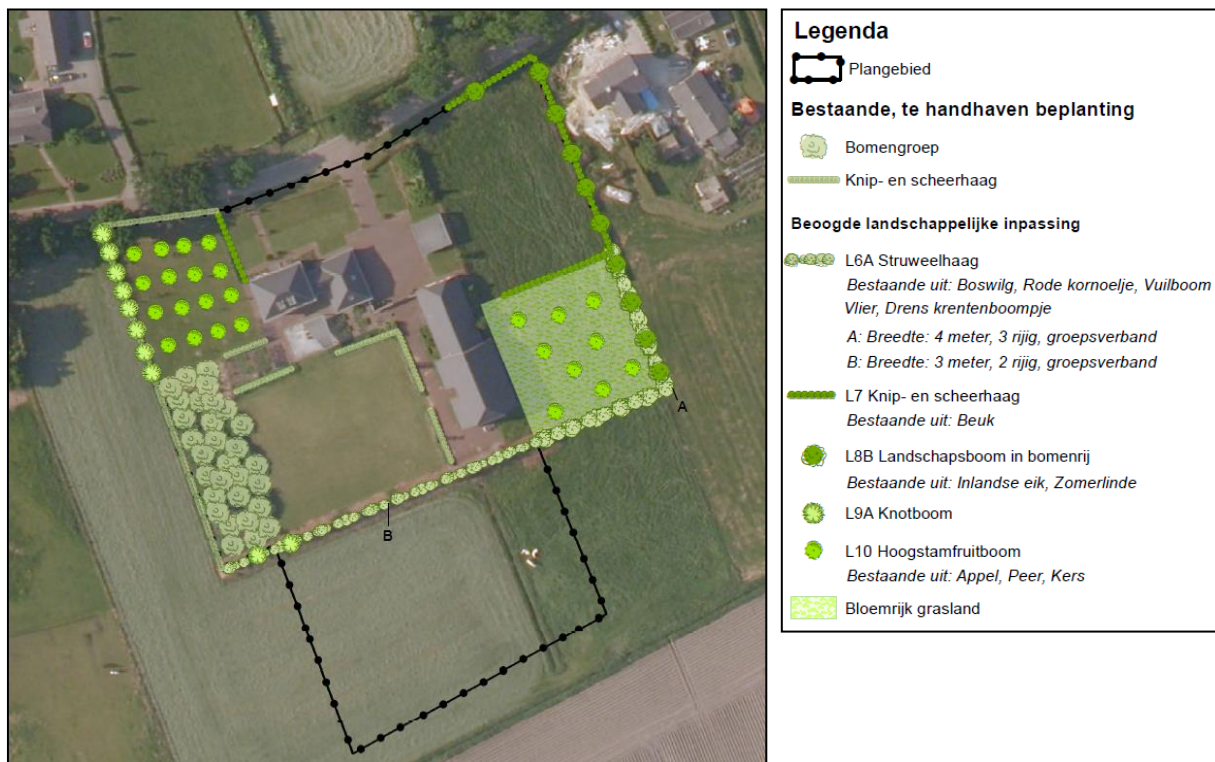 Legenda
Plangebied
Bestaande, te handhaven beplanting
Bomengroep
Knip- en scheerhaag
Beoogde landschappelijke inpassing
L6A Struweelhaag
Bestaande uit: Boswilg, Rode kornoelje, Vuilboom
Vlier, Drens krentenboompje
A: Breedte: 4 meter, 3 rijig, groepsverband
B: Breedte: 3 meter, 2 rijig, groepsverband
L7 Knip- en scheerhaag
Bestaande uit: Beuk
L8B Landschapsboom in bomenrij
Bestaande uit: Inlandse eik, Zomerlinde
L9A Knotboom
L10 Hoogstamfruitboom
Bestaande uit: Appel, Peer, Kers
Bloemrijk grasland
A
B